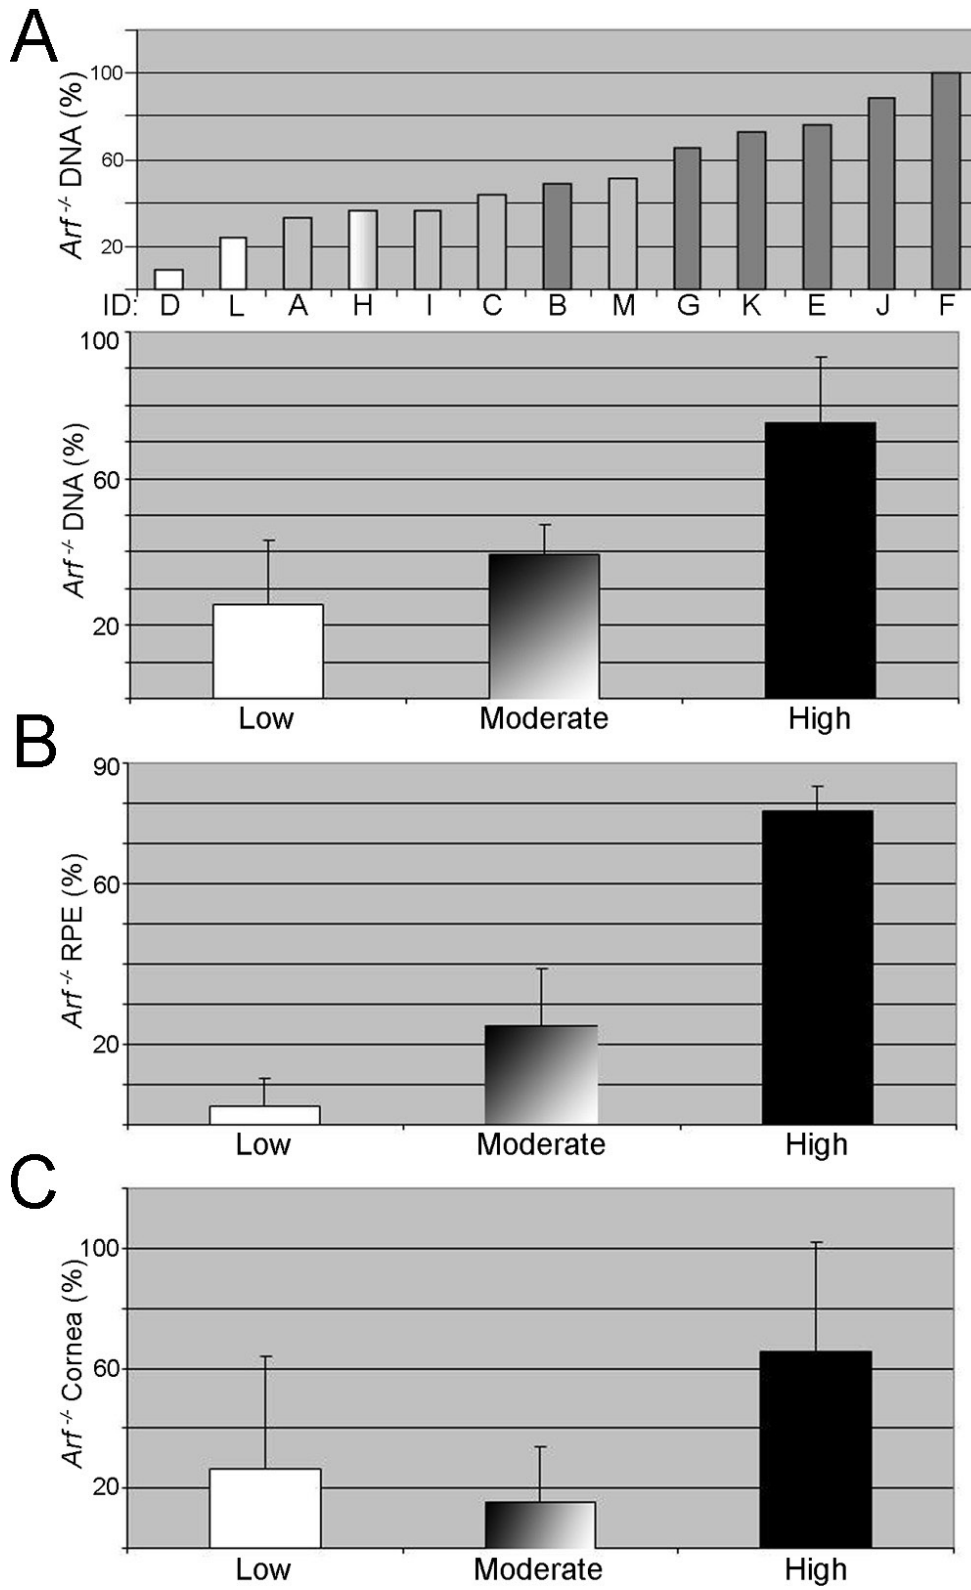 A
Arf -/- DNA (%)
100
60
20
ID: D L A H I C B M G K E J F
Arf -/- DNA (%)
100
60
20
Low Moderate High
B
Arf -/- RPE (%)
90
60
20
Low Moderate High
C
Arf -/- Cornea (%)
100
60
20
Low Moderate High